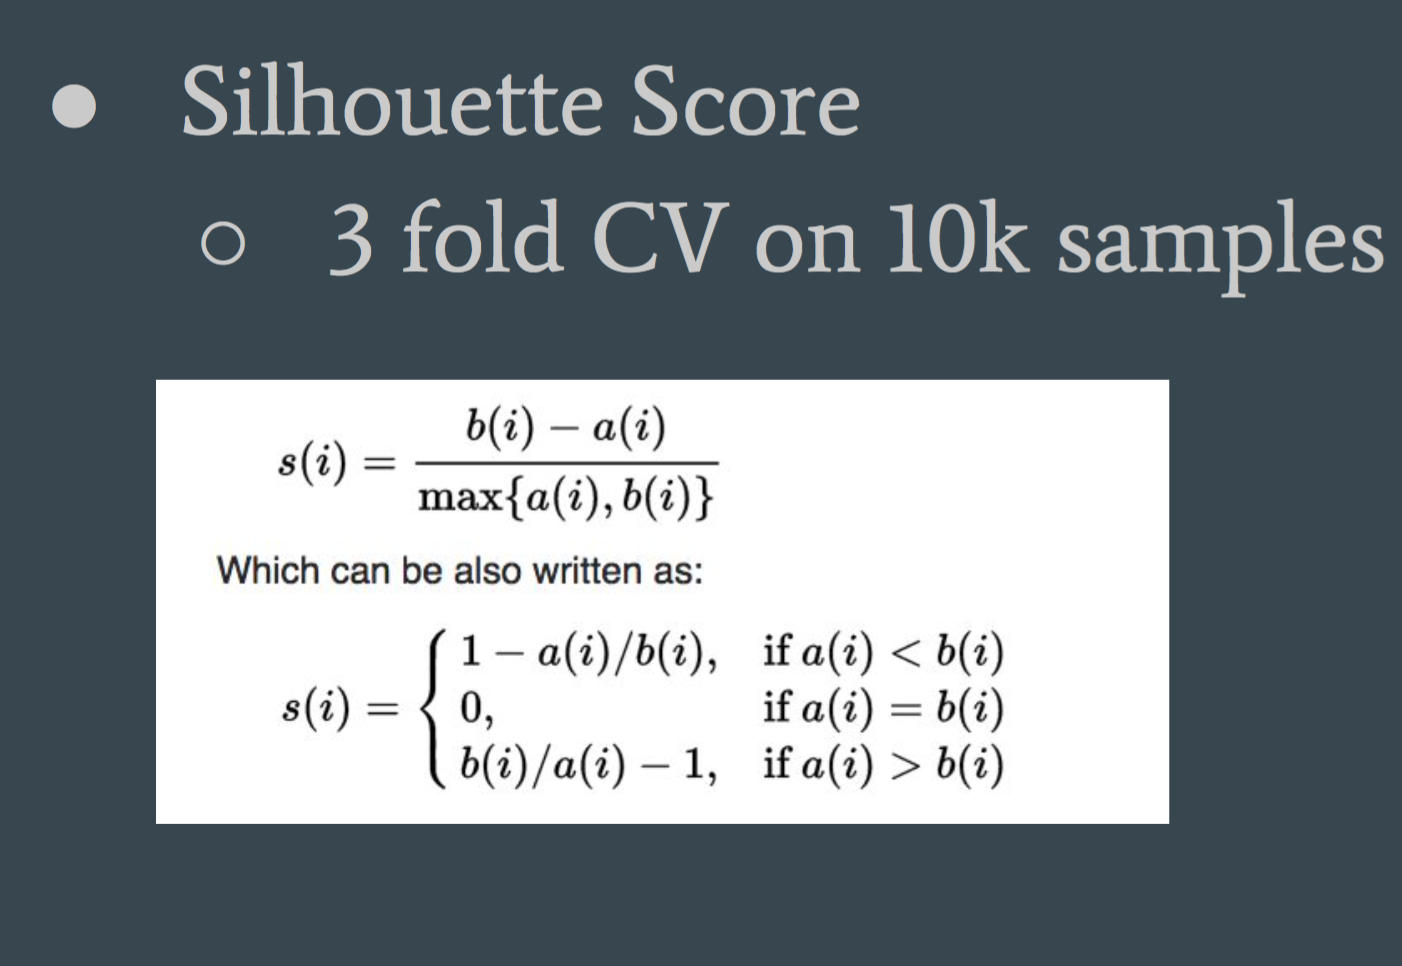 ● Silhouette Score
○ 3 fold CV on 10k samples
s(i) = \frac{b(i) − a(i)}{max{a(i), b(i)}}
Which can be also written as:
s(i) = { 1 − a(i)/b(i), if a(i) < b(i)
0, if a(i) = b(i)
b(i)/a(i) − 1, if a(i) > b(i)